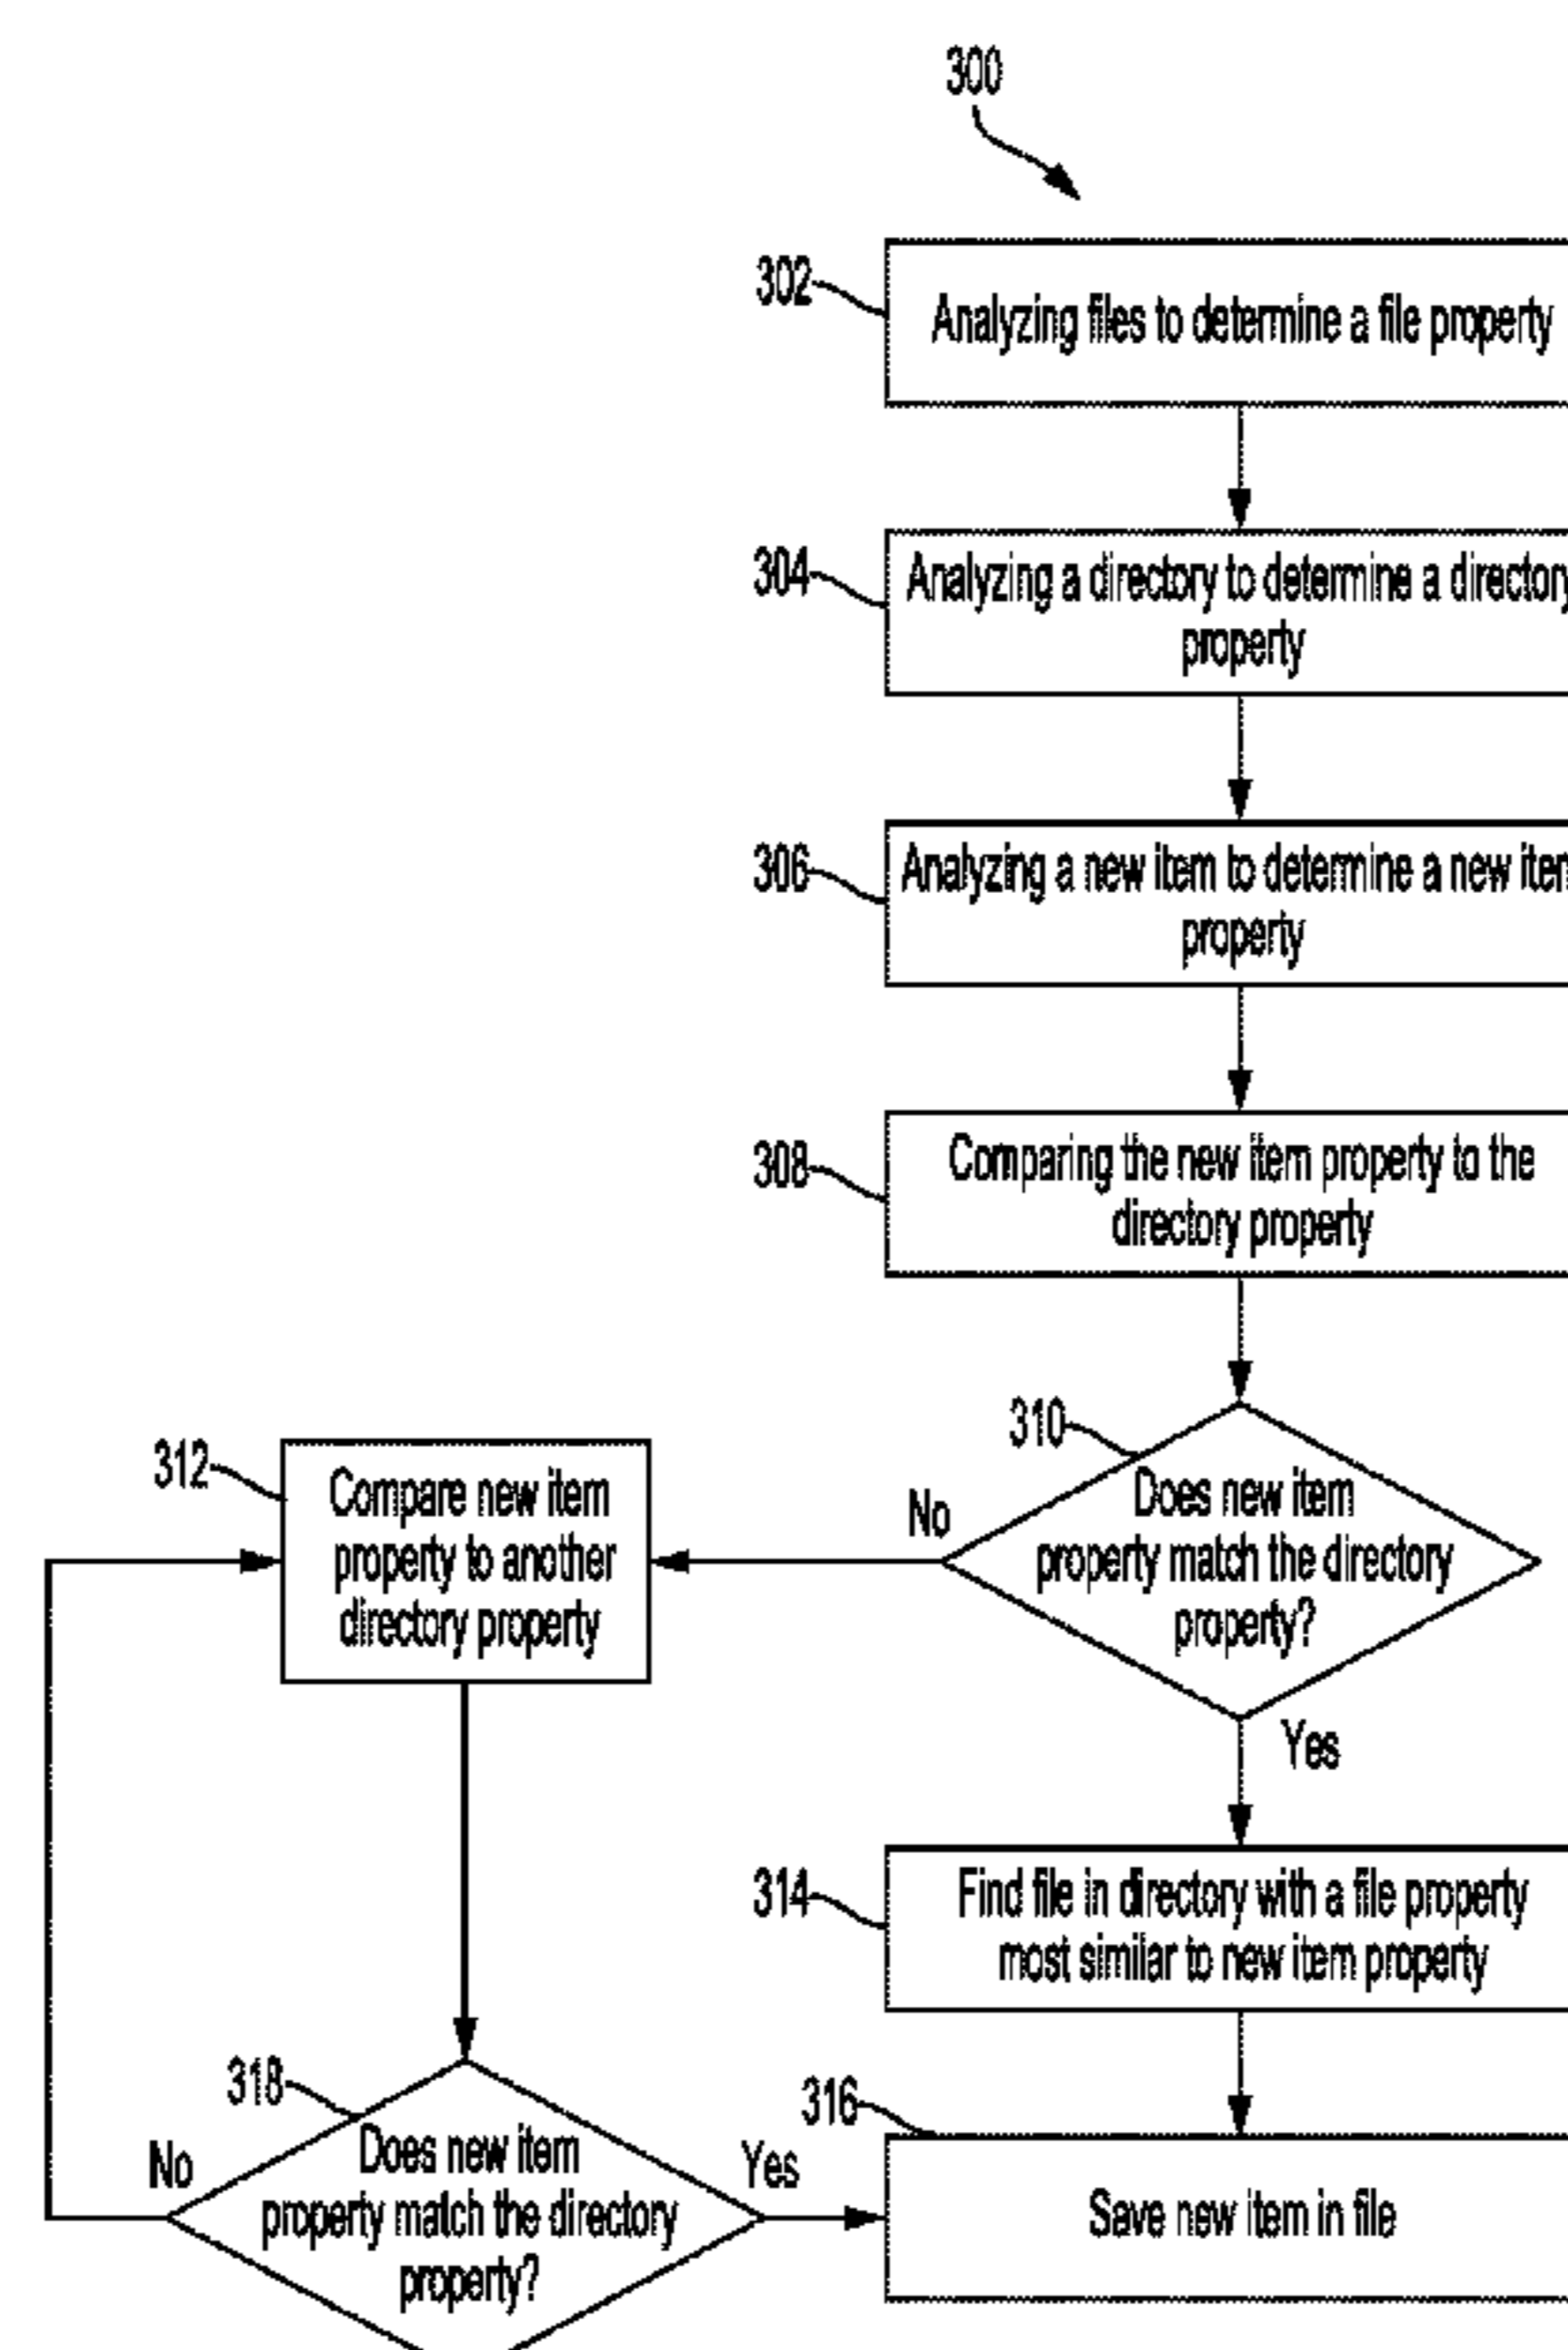 300
302
Analyzing files to determine a file property
304
Analyzing a directory to determine a directory
property
306
Analyzing a new item to determine a new item
property
308
Comparing the new item property to the
directory property
310
Does new item
property match the directory
property?
No
Yes
312
Compare new item
property to another
directory property
314
Find file in directory with a file property
most similar to new item property
318
Does new item
property match the directory
property?
No
Yes
316
Save new item in file